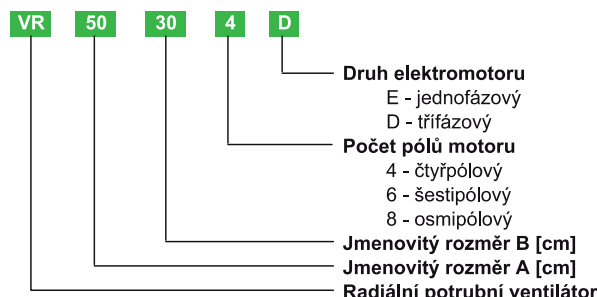 VR 50 30 4 D
Druh elektromotoru
E - jednofázový
D - třífázový
Počet pólů motoru
4 - čtyřpólový
6 - šestipólový
8 - osmipólový
Jmenovitý rozměr B [cm]
Jmenovitý rozměr A [cm]
Radiální potrubní ventilátor